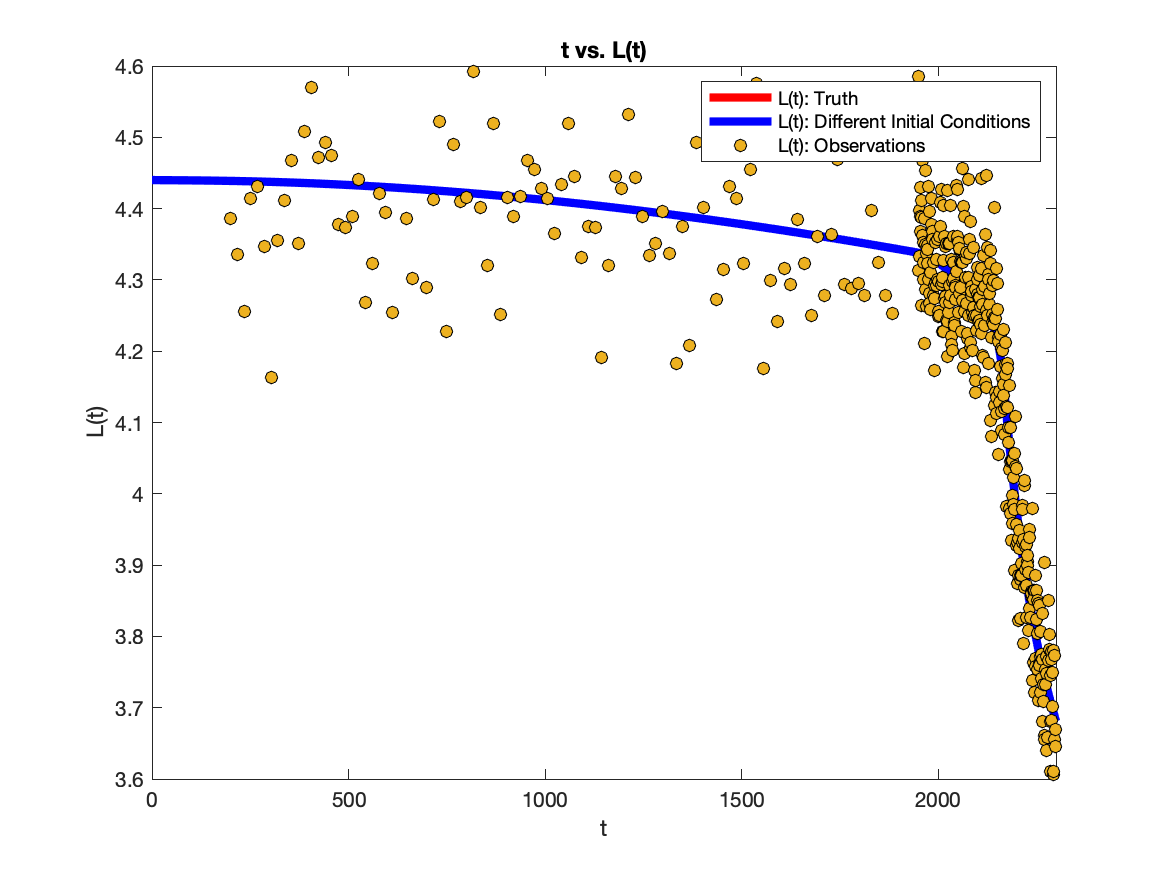 t vs. L(t)
4.6
4.5
4.4
4.3
4.2
4.1
4
3.9
3.8
3.7
3.6
L(t)
L(t): Truth
L(t): Different Initial Conditions
L(t): Observations
0
500
1000
1500
2000
t